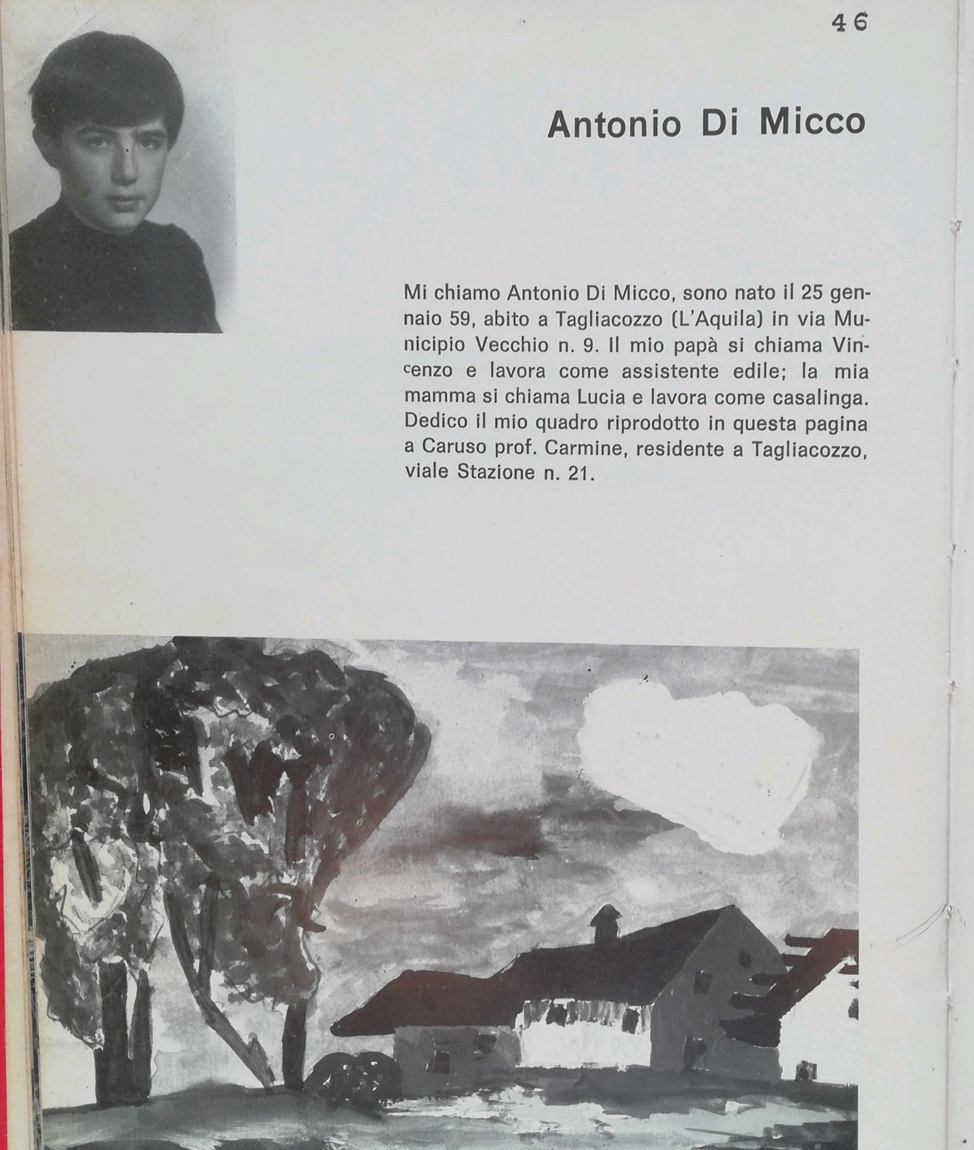 46
Antonio Di Micco
Mi chiamo Antonio Di Micco, sono nato il 25 gen-
naio 59, abito a Tagliacozzo (L'Aquila) in via Mu-
nicipio Vecchio n. 9. Il mio papà si chiama Vin-
cenzo e lavora come assistente edile; la mia
mamma si chiama Lucia e lavora come casalinga.
Dedico il mio quadro riprodotto in questa pagina
a Caruso prof. Carmine, residente a Tagliacozzo,
viale Stazione n. 21.